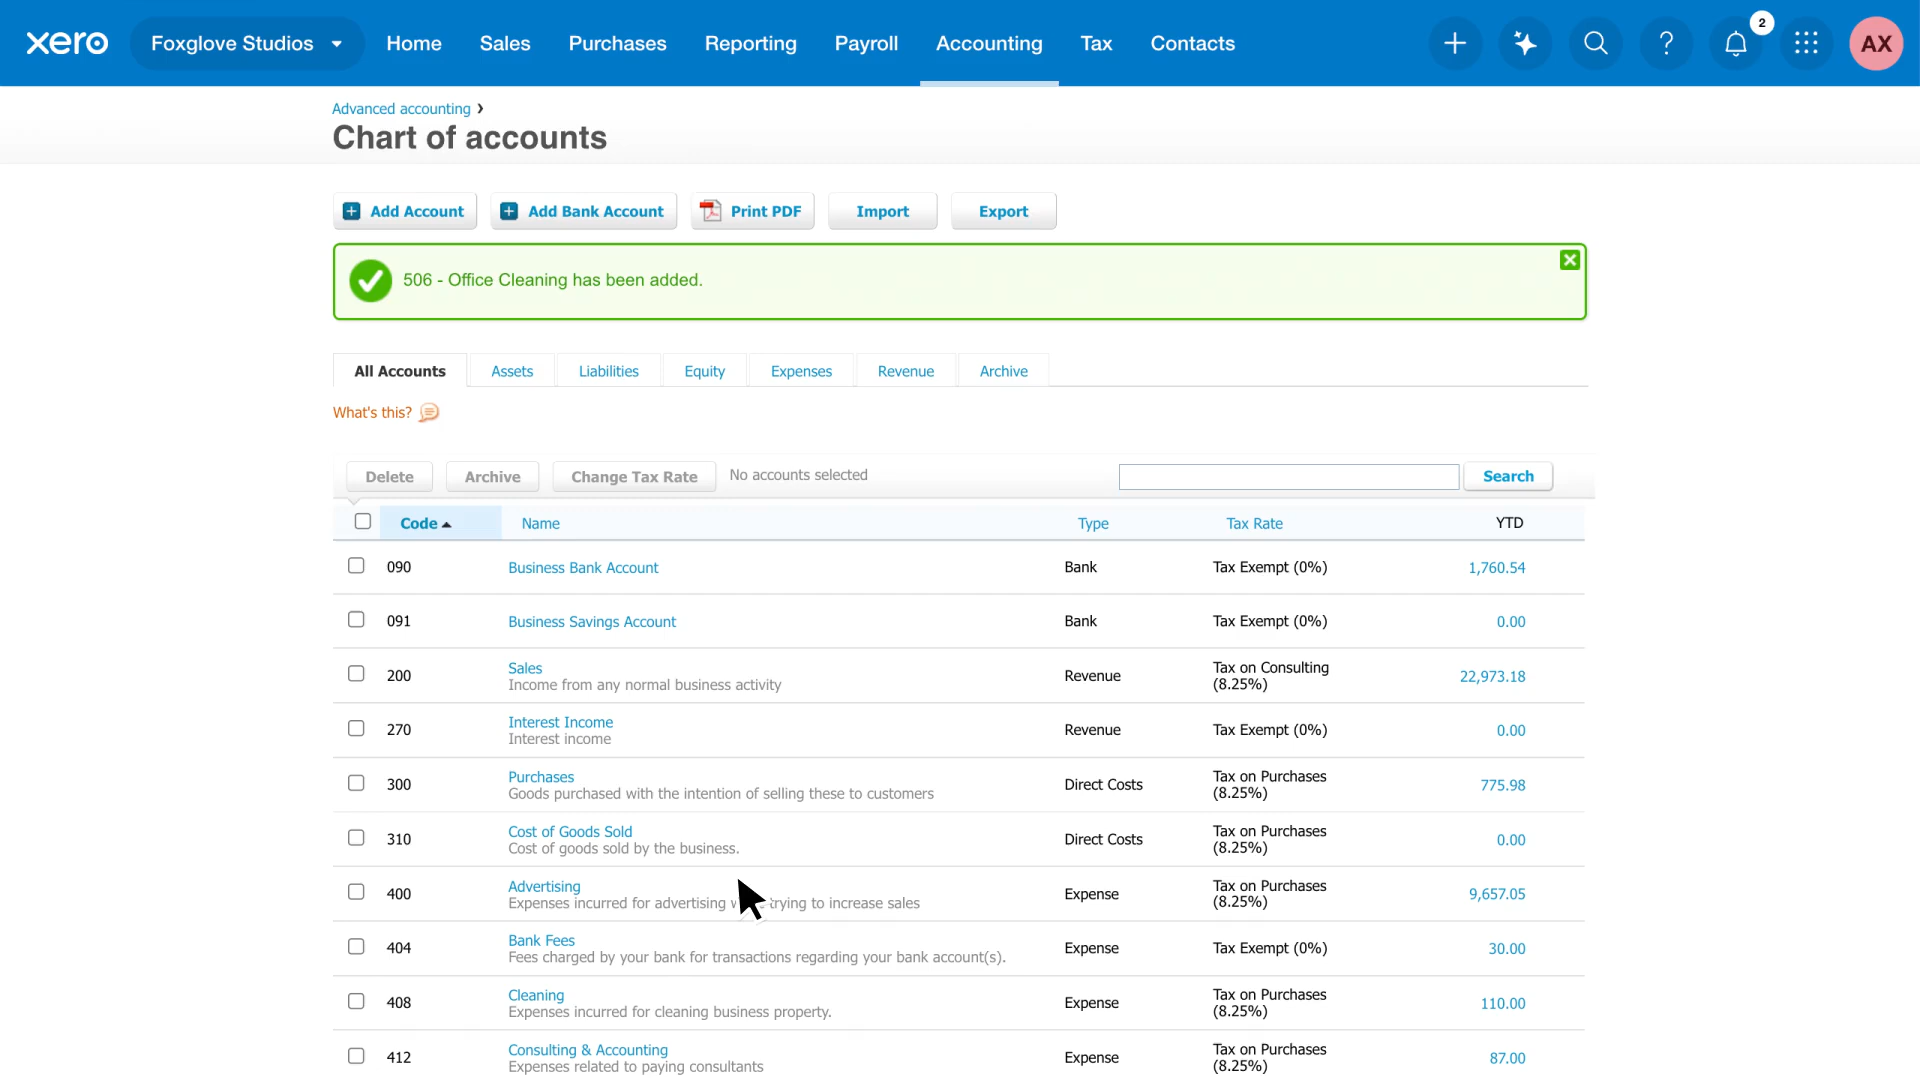 xero
Foxglove Studios
Home
Sales
Purchases
Reporting
Payroll
Accounting
Tax
Contacts
?
2
AX
Advanced accounting ›
Chart of accounts
Add Account
Add Bank Account
Print PDF
Import
Export
506 - Office Cleaning has been added.
All Accounts
Assets
Liabilities
Equity
Expenses
Revenue
Archive
What's this?
Delete
Archive
Change Tax Rate
No accounts selected
Search
Code
Name
Type
Tax Rate
YTD
090
Business Bank Account
Bank
Tax Exempt (0%)
1,760.54
091
Business Savings Account
Bank
Tax Exempt (0%)
0.00
200
Sales
Income from any normal business activity
Revenue
Tax on Consulting
(8.25%)
22,973.18
270
Interest Income
Interest income
Revenue
Tax Exempt (0%)
0.00
300
Purchases
Goods purchased with the intention of selling these to customers
Direct Costs
Tax on Purchases
(8.25%)
775.98
310
Cost of Goods Sold
Cost of goods sold by the business.
Direct Costs
Tax on Purchases
(8.25%)
0.00
400
Advertising
Expenses incurred for advertising trying to increase sales
Expense
Tax on Purchases
(8.25%)
9,657.05
404
Bank Fees
Fees charged by your bank for transactions regarding your bank account(s).
Expense
Tax Exempt (0%)
30.00
408
Cleaning
Expenses incurred for cleaning business property.
Expense
Tax on Purchases
(8.25%)
110.00
412
Consulting & Accounting
Expenses related to paying consultants
Expense
Tax on Purchases
(8.25%)
87.00